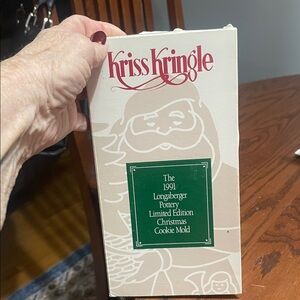 Kriss Kringle
The
1991
Longaberger
Pottery
Limited Edition
Christmas
Cookie Mold